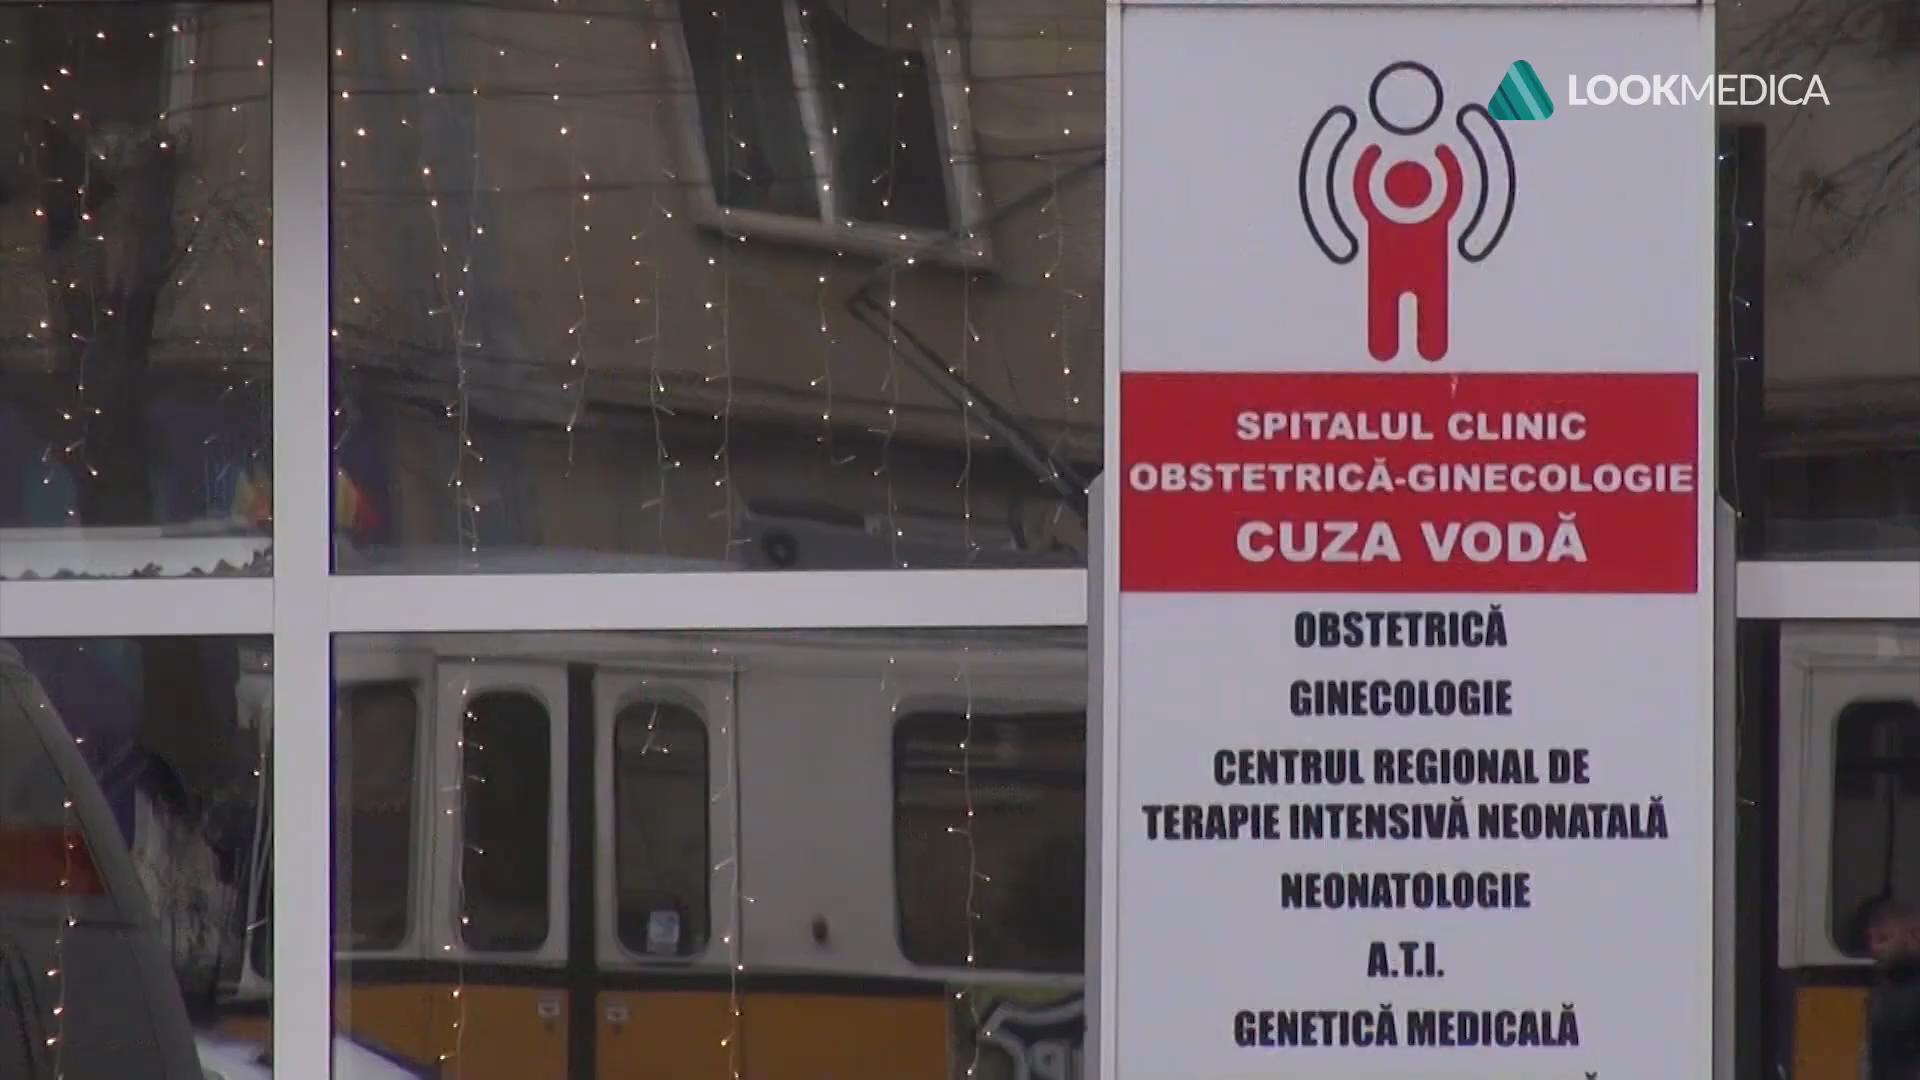 LOOKMEDICA
SPITALUL CLINIC
OBSTETRICĂ-GINECOLOGIE
CUZA VODĂ
OBSTETRICĂ
GINECOLOGIE
CENTRUL REGIONAL DE
TERAPIE INTENSIVĂ NEONATALĂ
NEONATOLOGIE
A.T.I.
GENETICĂ MEDICALĂ